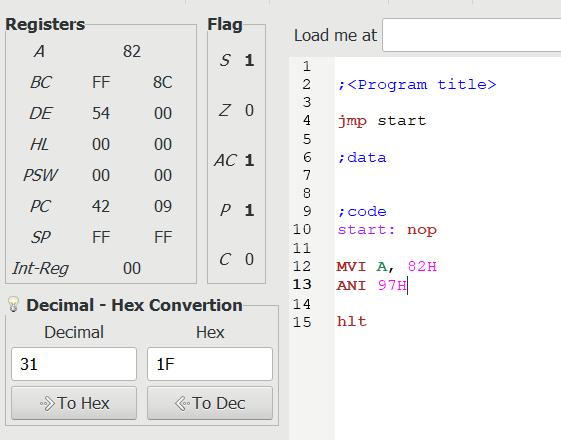 Registers
A 82
BC FF 8C
DE 54 00
HL 00 00
PSW 00 00
PC 42 09
SP FF FF
Int-Reg 00
Flag
S 1
Z 0
AC 1
P 1
C 0
Decimal - Hex Convertion
Decimal Hex
31 1F
To Hex To Dec
Load me at
1
2 ;<Program title>
3
4 jmp start
5
6 ;data
7
8
9 ;code
10 start: nop
11
12 MVI A, 82H
13 ANI 97H
14
15 hlt